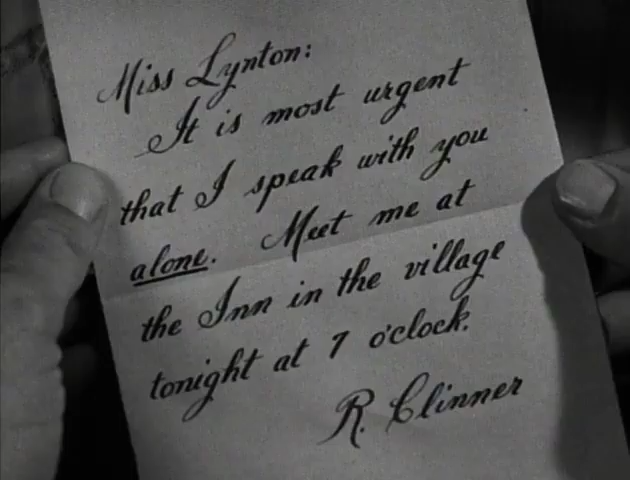 Miss Lynton:
It is most urgent
that I speak with you
alone. Meet me at
the Inn in the village
tonight at 7 o'clock.
R. Clinner